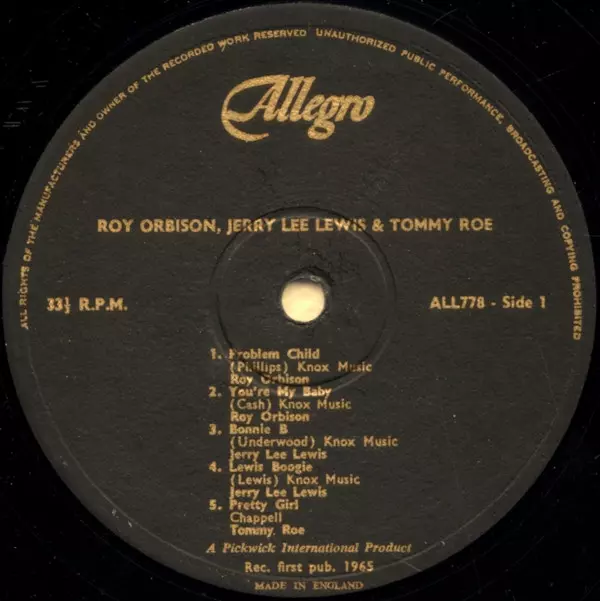 ALL RIGHTS OF THE MANUFACTURERS AND OWNER OF THE RECORDED WORK RESERVED UNAUTHORIZED PUBLIC PERFORMANCE, BROADCASTING AND COPYING PROHIBITED
Allegro
ROY ORBISON, JERRY LEE LEWIS & TOMMY ROE
33⅓ R.P.M.
ALL778 - Side 1
1. Problem Child
(Phillips) Knox Music
Roy Orbison
2. You're My Baby
(Cash) Knox Music
Roy Orbison
3. Bonnie B
(Underwood) Knox Music
Jerry Lee Lewis
4. Lewis Boogie
(Lewis) Knox Music
Jerry Lee Lewis
5. Pretty Girl
Chappell
Tommy Roe
A Pickwick International Product
Rec. first pub. 1965
MADE IN ENGLAND